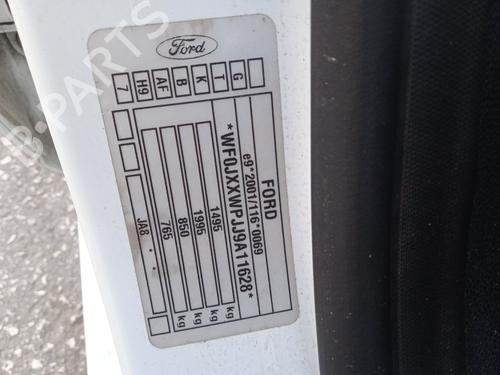 Ford
FORD
e9*2001/116*0069
*WF0JXXWPJJ9A11628*
1495 kg
1995 kg
850 kg
765 kg
JA8
7 H9 AF B K T G
B-PARTS